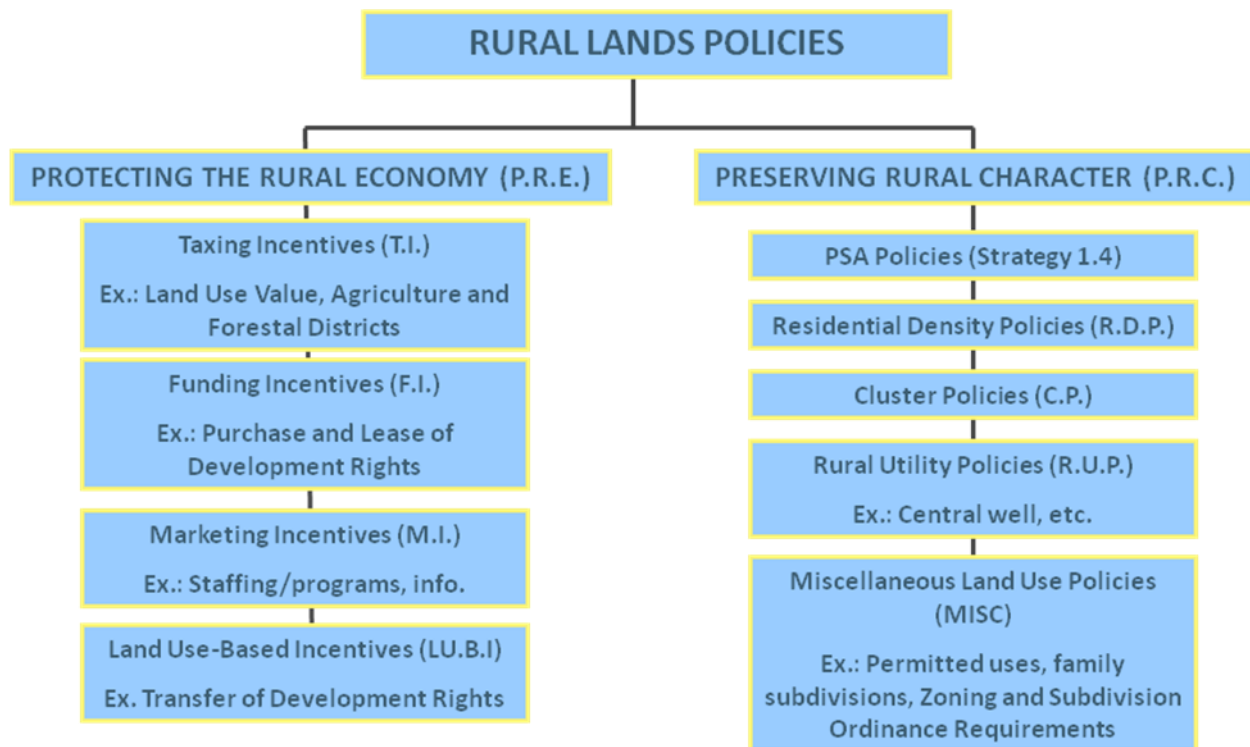 RURAL LANDS POLICIES
PROTECTING THE RURAL ECONOMY (P.R.E.)
Taxing Incentives (T.I.)
Ex.: Land Use Value, Agriculture and
Forestal Districts
Funding Incentives (F.I.)
Ex.: Purchase and Lease of
Development Rights
Marketing Incentives (M.I.)
Ex.: Staffing/programs, info.
Land Use-Based Incentives (LU.B.I)
Ex. Transfer of Development Rights
PRESERVING RURAL CHARACTER (P.R.C.)
PSA Policies (Strategy 1.4)
Residential Density Policies (R.D.P.)
Cluster Policies (C.P.)
Rural Utility Policies (R.U.P.)
Ex.: Central well, etc.
Miscellaneous Land Use Policies
(MISC)
Ex.: Permitted uses, family
subdivisions, Zoning and Subdivision
Ordinance Requirements